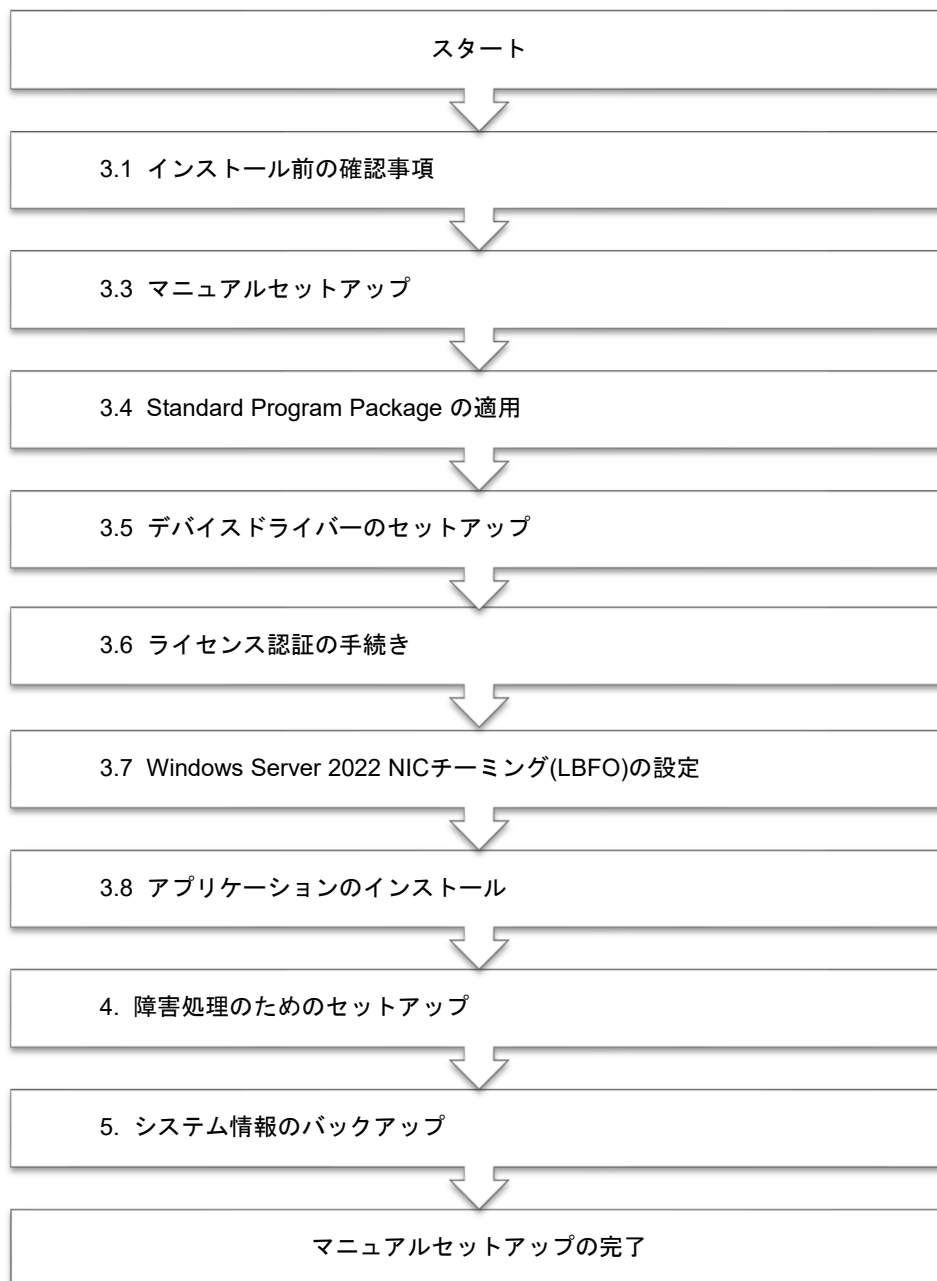 スタート
3.1 インストール前の確認事項
3.3 マニュアルセットアップ
3.4 Standard Program Package の適用
3.5 デバイスドライバーのセットアップ
3.6 ライセンス認証の手続き
3.7 Windows Server 2022 NICチーミング(LBFO)の設定
3.8 アプリケーションのインストール
4. 障害処理のためのセットアップ
5. システム情報のバックアップ
マニュアルセットアップの完了